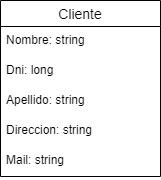 Cliente
Nombre: string
Dni: long
Apellido: string
Direccion: string
Mail: string